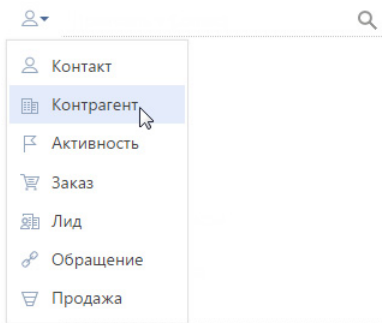 Контакт
Контрагент
Активность
Заказ
Лид
Обращение
Продажа